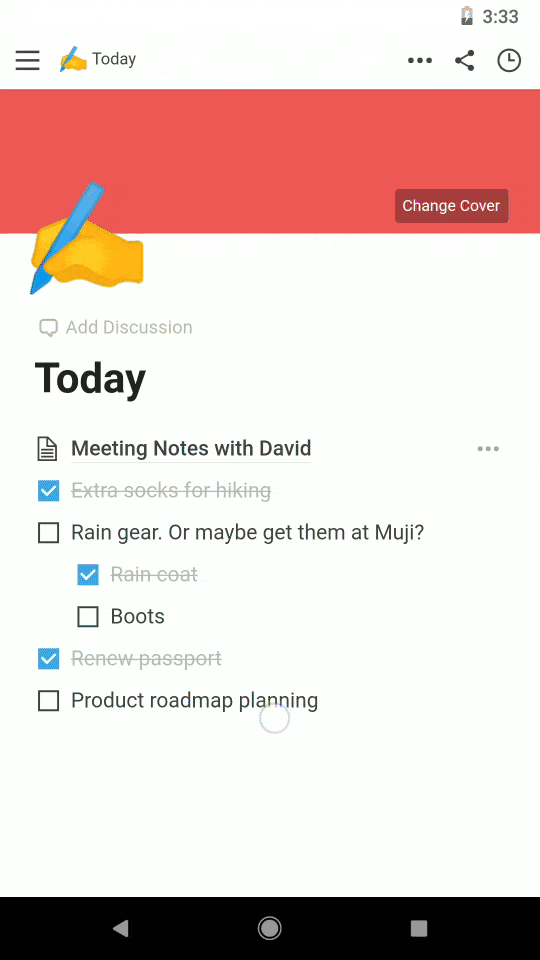 3:33
Today
Change Cover
Add Discussion
Today
Meeting Notes with David
Extra socks for hiking
Rain gear. Or maybe get them at Muji?
Rain coat
Boots
Renew passport
Product roadmap planning